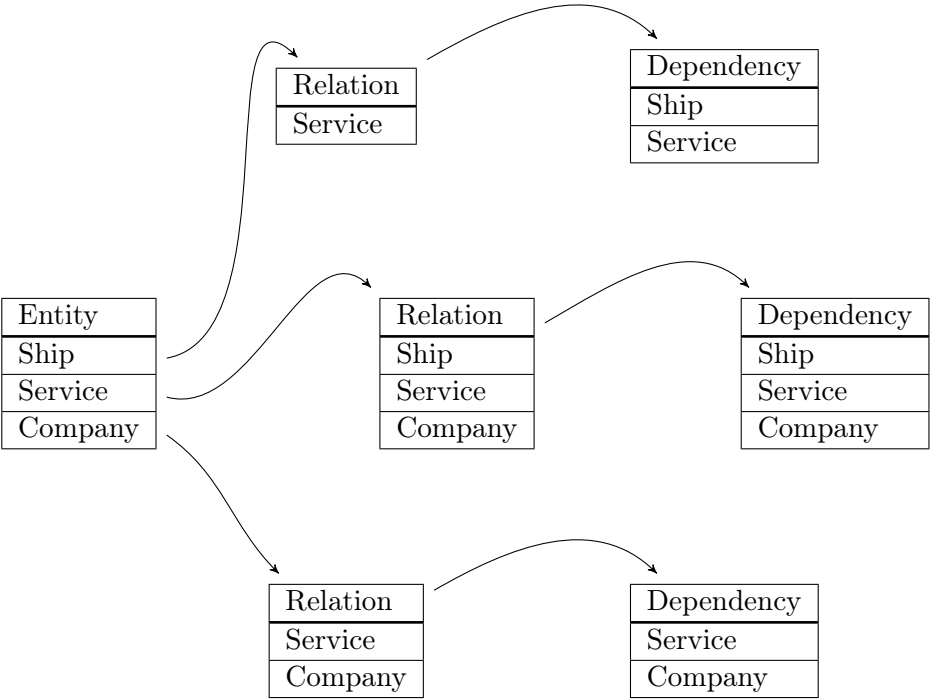 Relation
Service
Dependency
Ship
Service
Entity
Ship
Service
Company
Relation
Ship
Service
Company
Dependency
Ship
Service
Company
Relation
Service
Company
Dependency
Service
Company